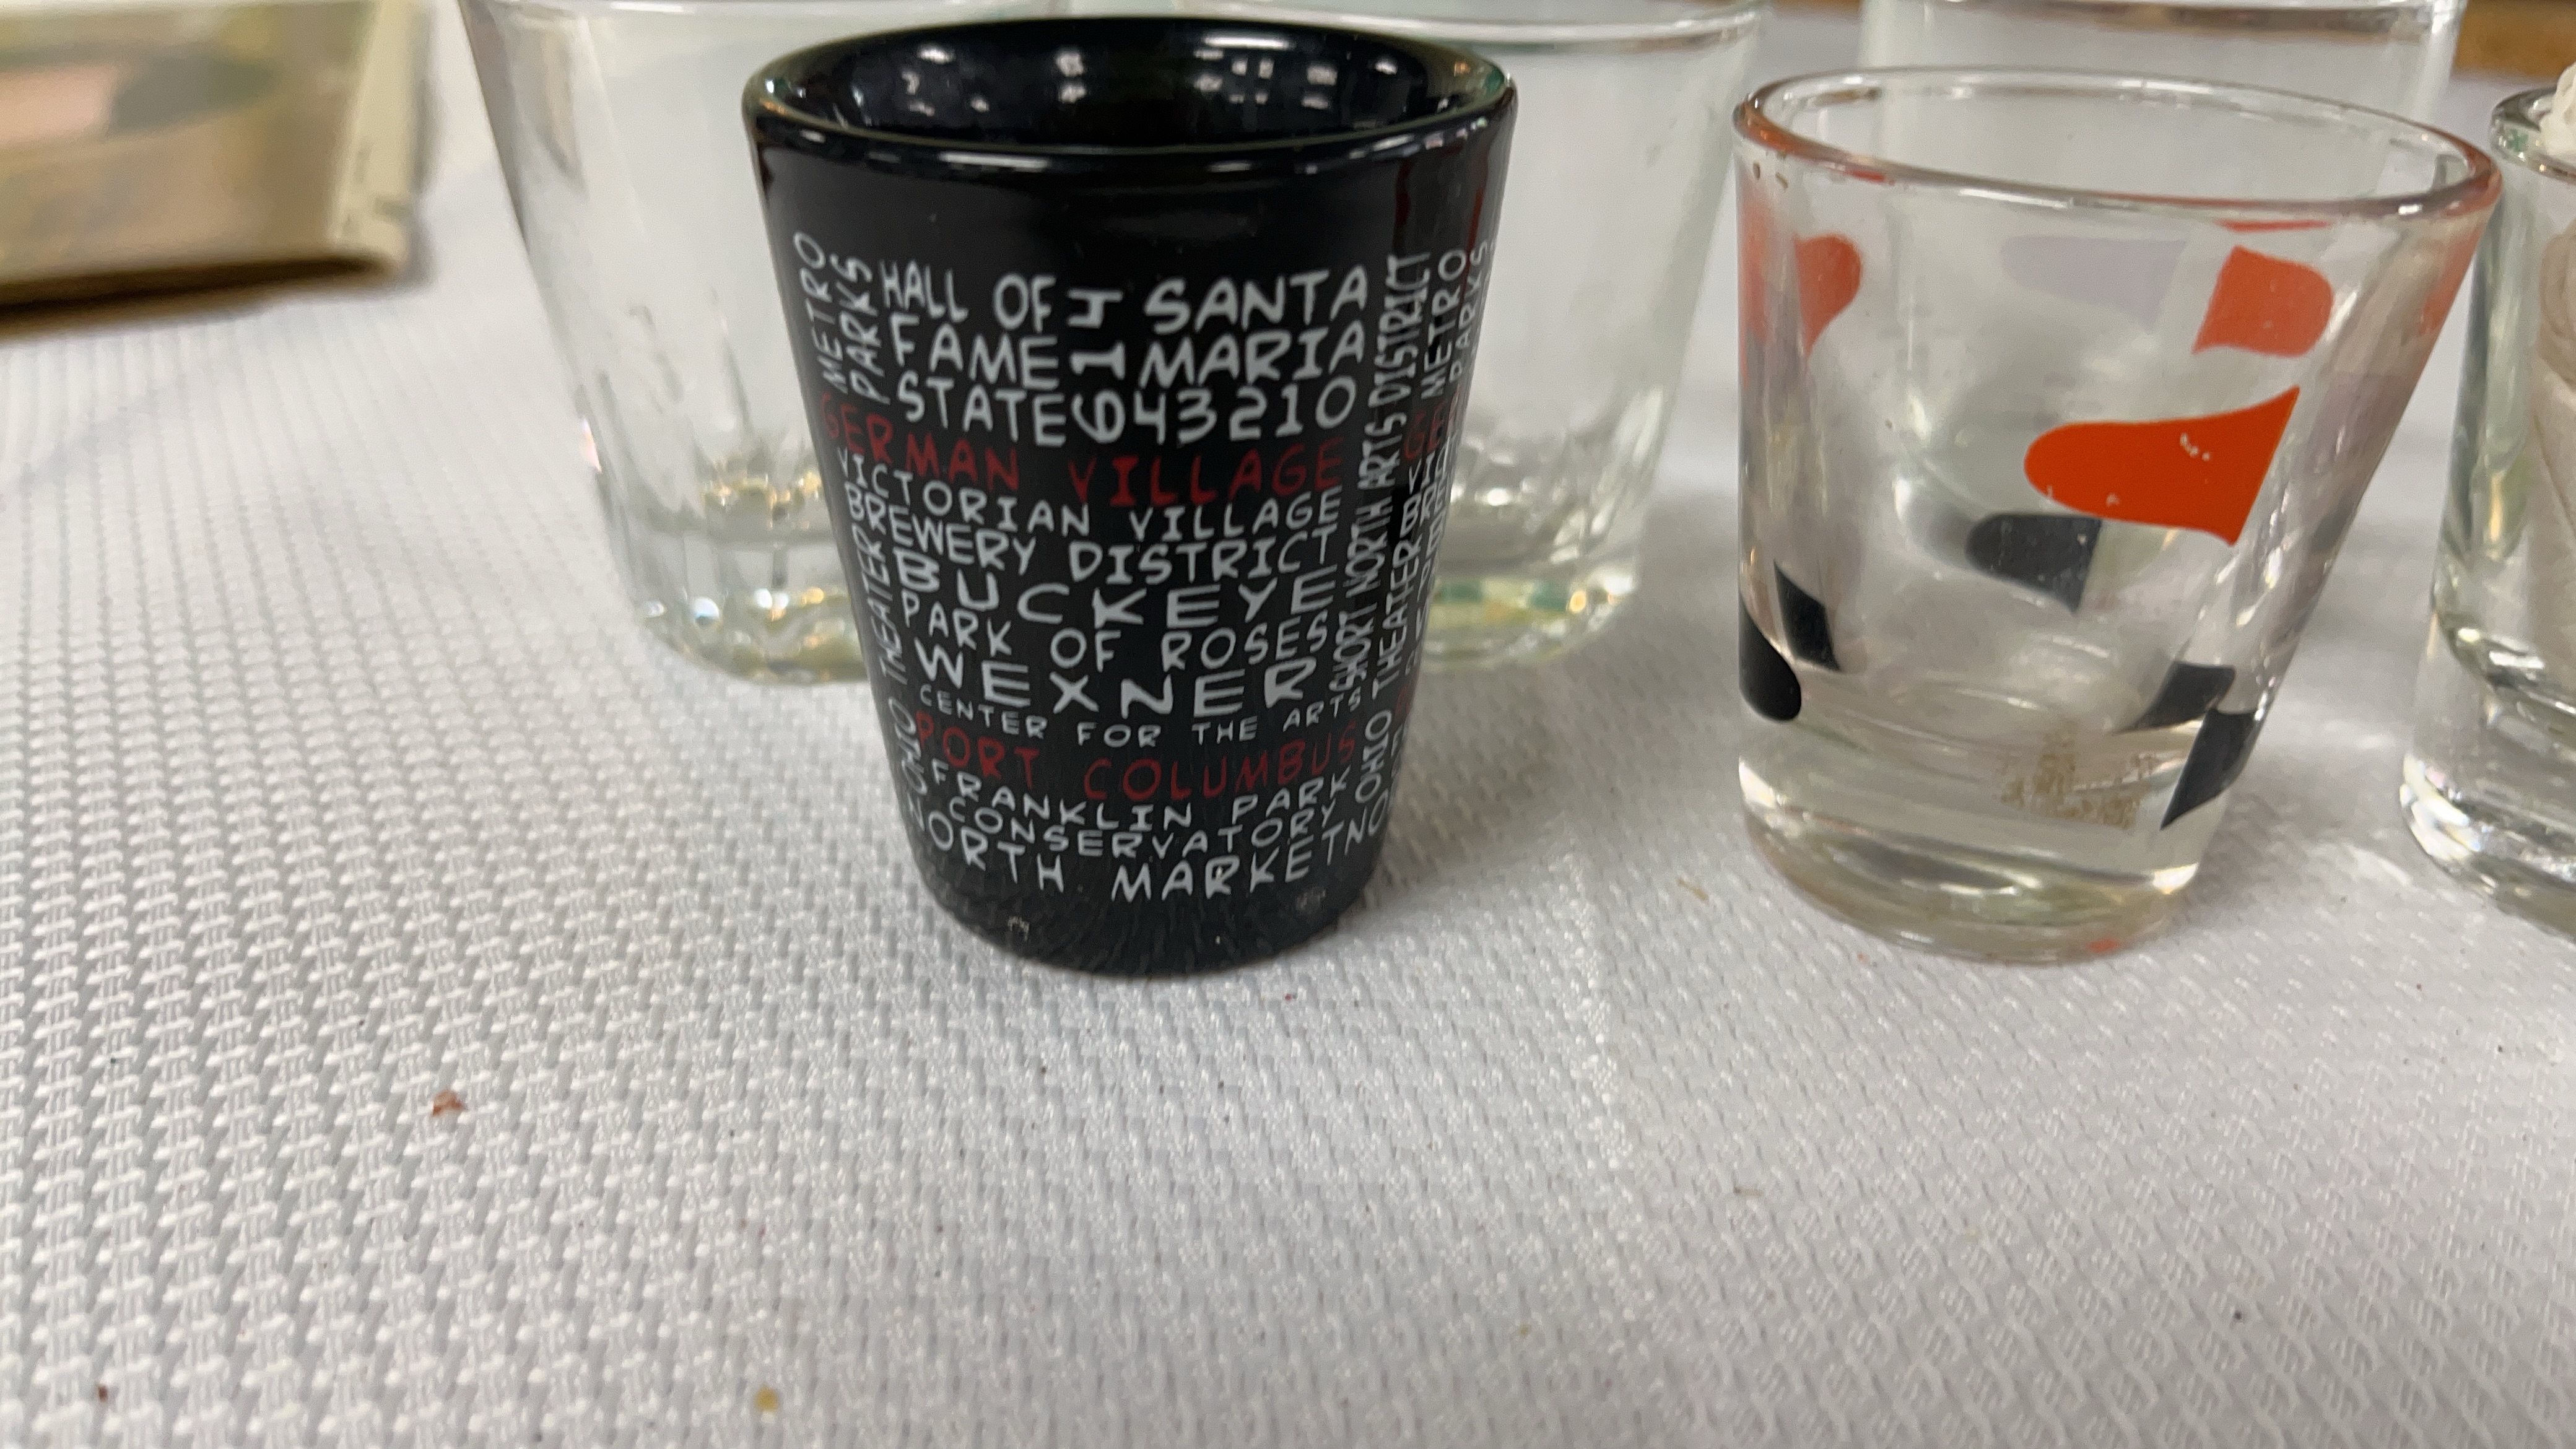 METRO
PARKS
HALL OF
FAME
STATE
614
SANTA
MARIA
43210
GERMAN VILLAGE
VICTORIAN VILLAGE
BREWERY DISTRICT
BUCKEYE
PARK OF ROSES
WEXNER
CENTER FOR THE ARTS
PORT COLUMBUS
FRANKLIN PARK
CONSERVATORY
NORTH MARKET
OHIO THEATER
SHORT NORTH ARTS DISTRICT
OHIO THEATER
METRO
PARKS